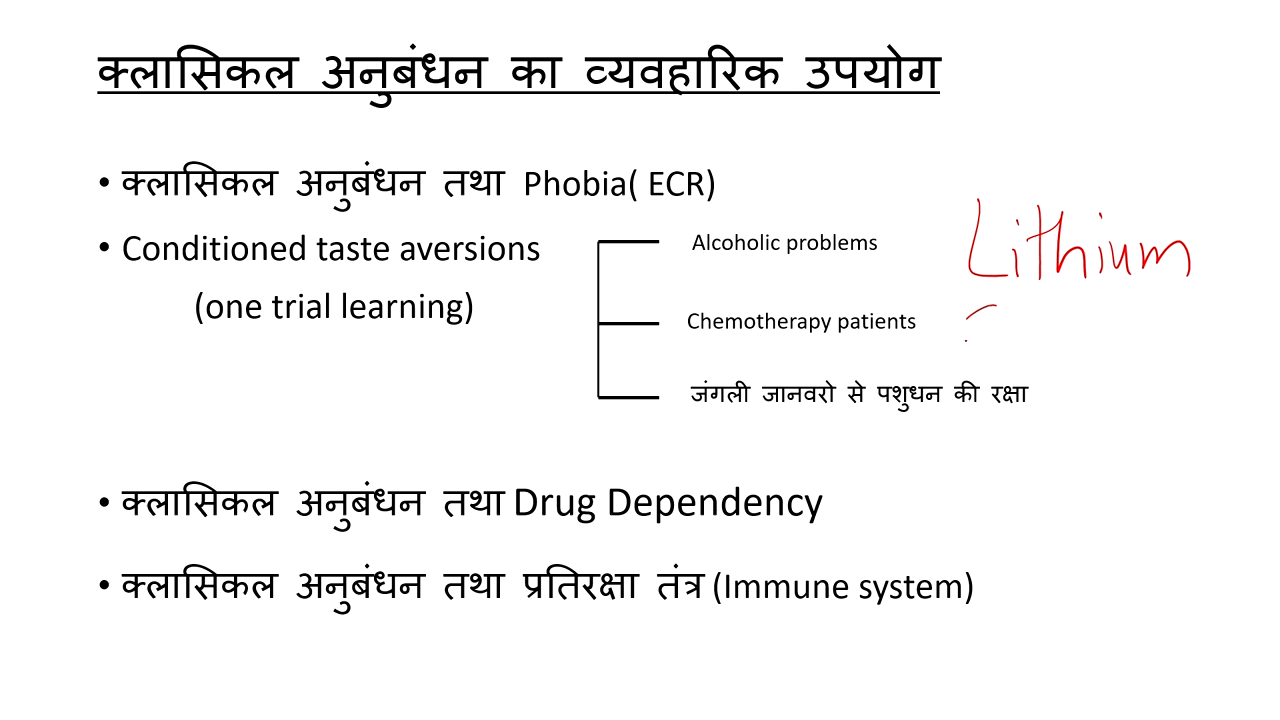 क्लासिकल अनुबंधन का व्यवहारिक उपयोग
• क्लासिकल अनुबंधन तथा Phobia( ECR)
• Conditioned taste aversions
(one trial learning)
Alcoholic problems
Lithium
Chemotherapy patients
जंगली जानवरो से पशुधन की रक्षा
• क्लासिकल अनुबंधन तथा Drug Dependency
• क्लासिकल अनुबंधन तथा प्रतिरक्षा तंत्र (Immune system)